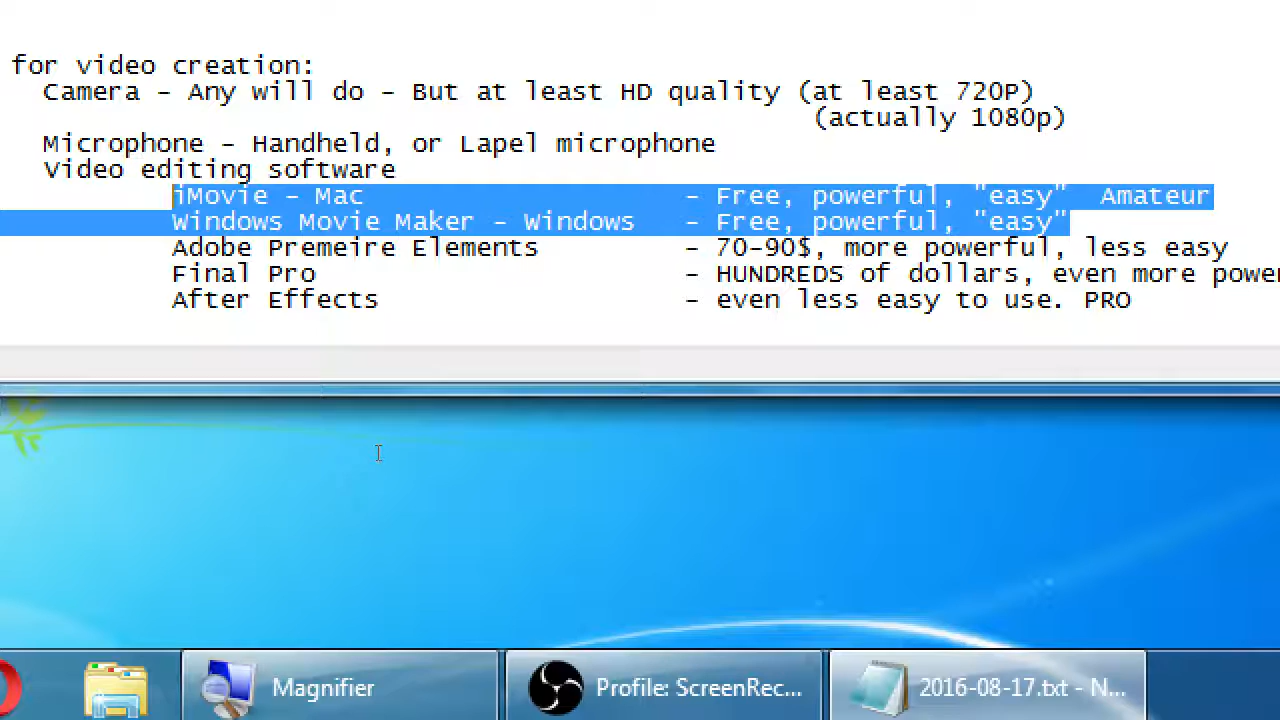 for video creation:
Camera - Any will do - But at least HD quality (at least 720P)
(actually 1080p)
Microphone - Handheld, or Lapel microphone
Video editing software
iMovie - Mac - Free, powerful, "easy" Amateur
Windows Movie Maker - Windows - Free, powerful, "easy"
Adobe Premeire Elements - 70-90$, more powerful, less easy
Final Pro - HUNDREDS of dollars, even more power
After Effects - even less easy to use. PRO
Magnifier
Profile: ScreenRec...
2016-08-17.txt - N...